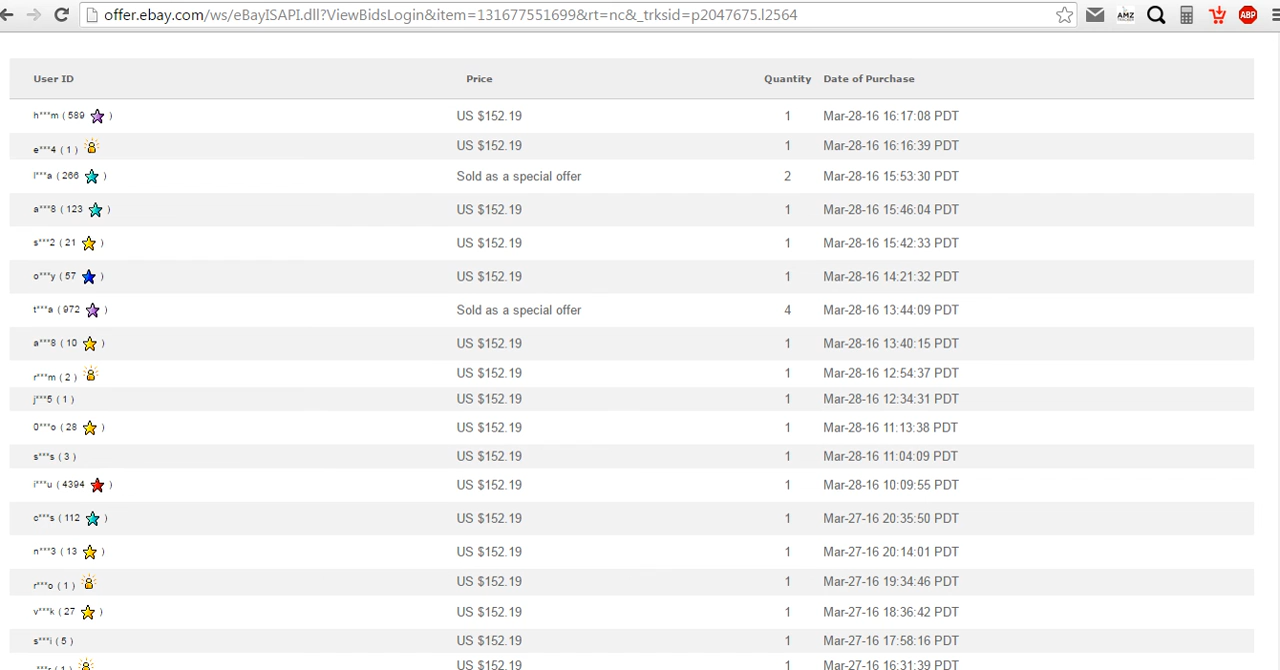 offer.ebay.com/ws/eBayISAPI.dll?ViewBidsLogin&item=131677551699&rt=nc&_trksid=p2047675.l2564 AMZ ABP
User ID Price Quantity Date of Purchase
h***m ( 589 ) US $152.19 1 Mar-28-16 16:17:08 PDT
e***4 ( 1 ) US $152.19 1 Mar-28-16 16:16:39 PDT
l***a ( 266 ) Sold as a special offer 2 Mar-28-16 15:53:30 PDT
a***8 ( 123 ) US $152.19 1 Mar-28-16 15:46:04 PDT
s***2 ( 21 ) US $152.19 1 Mar-28-16 15:42:33 PDT
o***y ( 57 ) US $152.19 1 Mar-28-16 14:21:32 PDT
t***a ( 972 ) Sold as a special offer 4 Mar-28-16 13:44:09 PDT
a***8 ( 10 ) US $152.19 1 Mar-28-16 13:40:15 PDT
r***m ( 2 ) US $152.19 1 Mar-28-16 12:54:37 PDT
j***5 ( 1 ) US $152.19 1 Mar-28-16 12:34:31 PDT
0***o ( 28 ) US $152.19 1 Mar-28-16 11:13:38 PDT
s***s ( 3 ) US $152.19 1 Mar-28-16 11:04:09 PDT
i***u ( 4394 ) US $152.19 1 Mar-28-16 10:09:55 PDT
c***s ( 112 ) US $152.19 1 Mar-27-16 20:35:50 PDT
n***3 ( 13 ) US $152.19 1 Mar-27-16 20:14:01 PDT
r***o ( 1 ) US $152.19 1 Mar-27-16 19:34:46 PDT
v***k ( 27 ) US $152.19 1 Mar-27-16 18:36:42 PDT
s***i ( 5 ) US $152.19 1 Mar-27-16 17:58:16 PDT
US $152.19 1 Mar-27-16 16:31:39 PDT